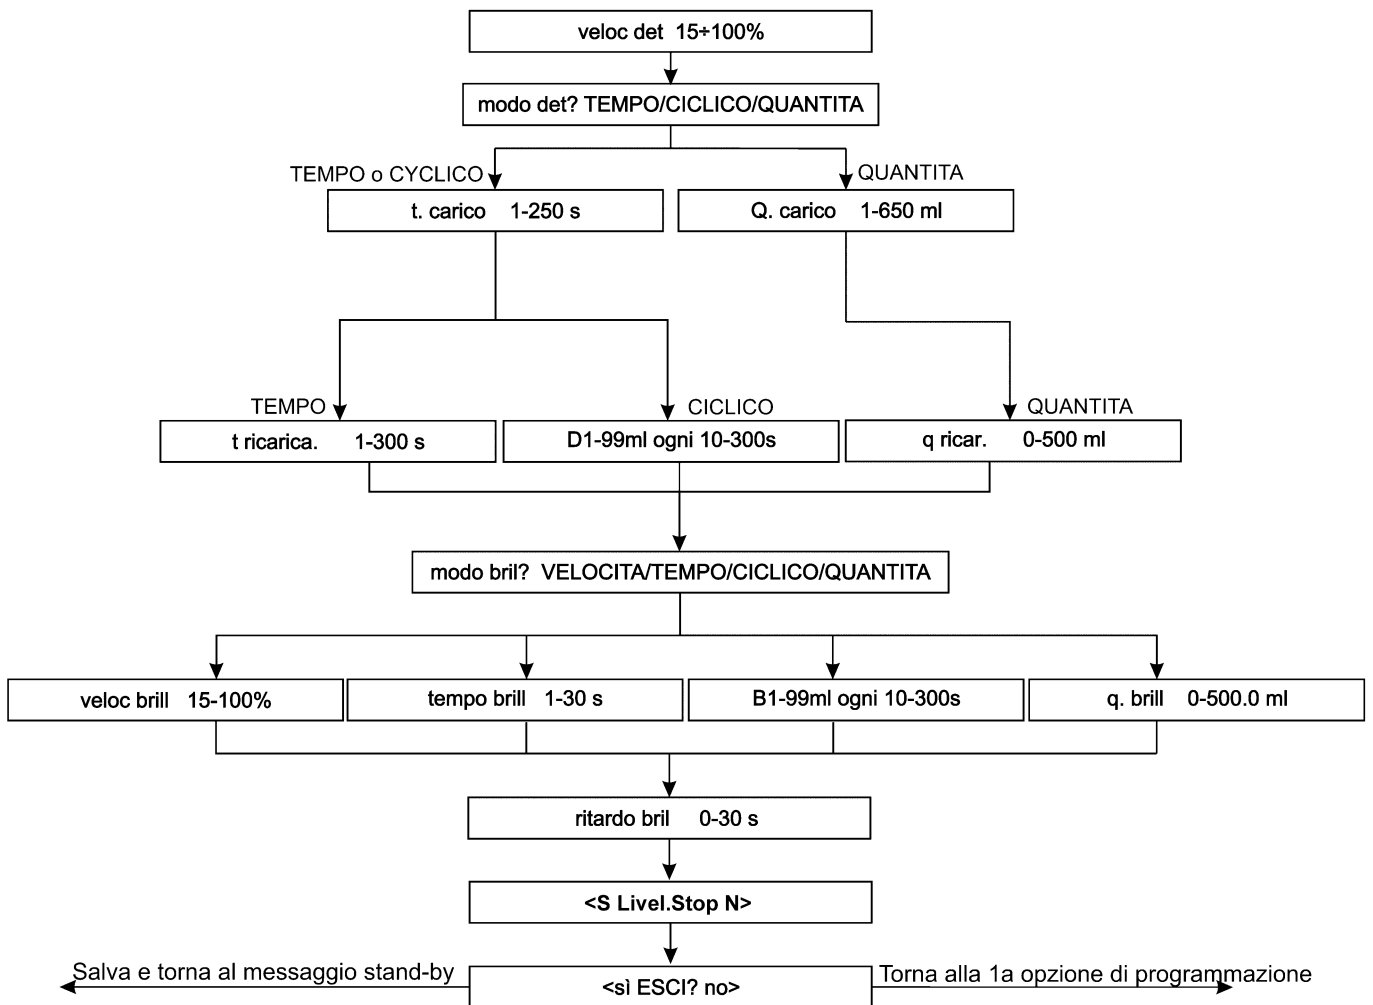 veloc det 15÷100%
modo det? TEMPO/CICLICO/QUANTITA
TEMPO o CYCLICO
QUANTITA
t. carico 1-250 s
Q. carico 1-650 ml
TEMPO
CICLICO
QUANTITA
t ricarica. 1-300 s
D1-99ml ogni 10-300s
q ricar. 0-500 ml
modo bril? VELOCITA/TEMPO/CICLICO/QUANTITA
veloc brill 15-100%
tempo brill 1-30 s
B1-99ml ogni 10-300s
q. brill 0-500.0 ml
ritardo bril 0-30 s
<S Livel.Stop N>
Salva e torna al messaggio stand-by
<sì ESCI? no>
Torna alla 1a opzione di programmazione